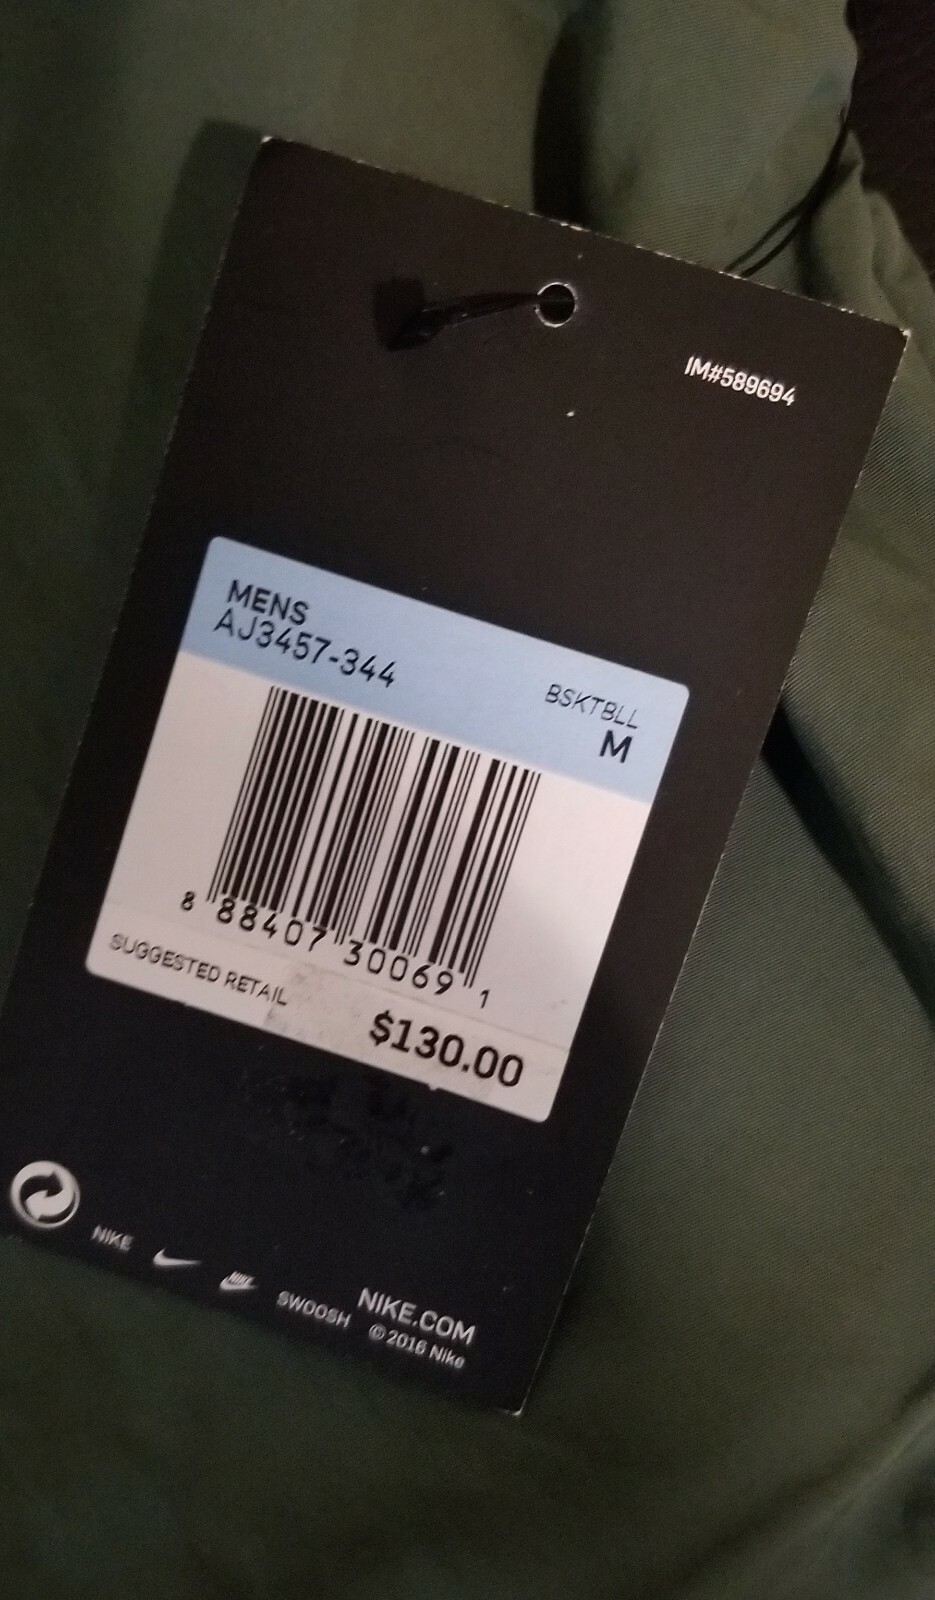 IM#589694
MENS
AJ3457-344
BSKTBLL
M
8 88407 30069 1
SUGGESTED RETAIL
$130.00
NIKE
NIKE
SWOOSH
NIKE.COM
© 2016 Nike